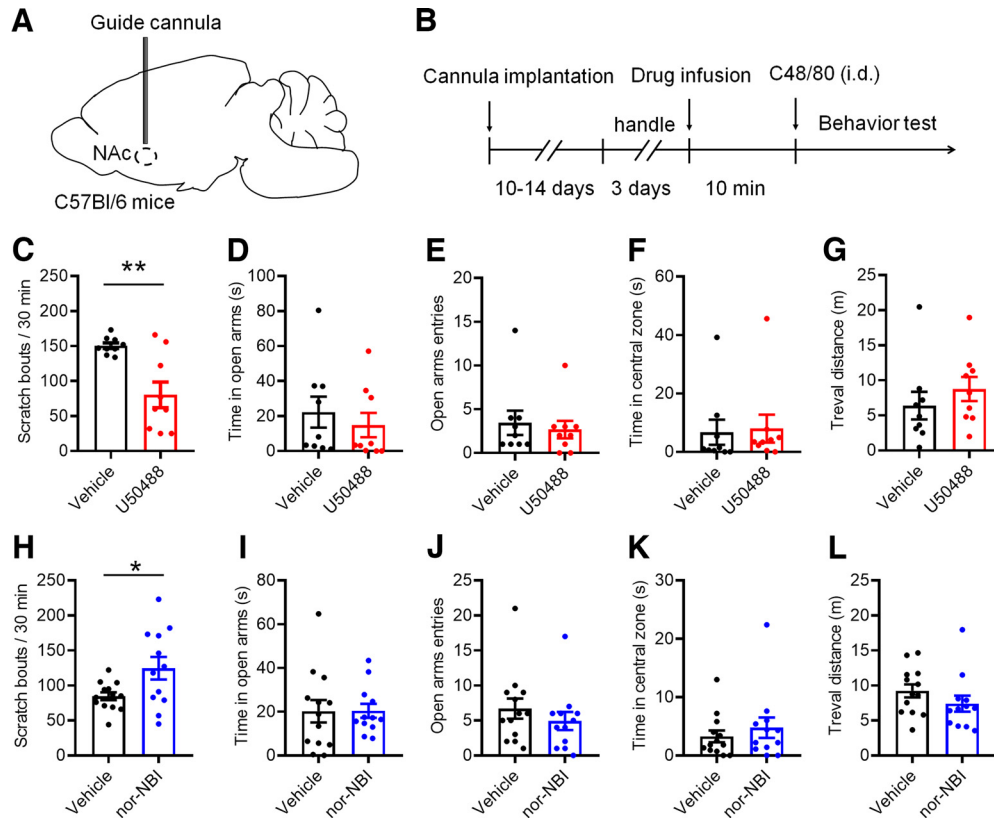 A
Guide cannula
NAc
C57Bl/6 mice
B
Cannula implantation
Drug infusion
C48/80 (i.d.)
handle
Behavior test
10-14 days
3 days
10 min
C
Scratch bouts / 30 min
250
200
150
100
50
0
**
Vehicle
U50488
D
Time in open arms (s)
100
80
60
40
20
0
Vehicle
U50488
E
Open arms entries
20
15
10
5
0
Vehicle
U50488
F
Time in central zone (s)
60
40
20
0
Vehicle
U50488
G
Treval distance (m)
25
20
15
10
5
0
Vehicle
U50488
H
Scratch bouts / 30 min
250
200
150
100
50
0
*
Vehicle
nor-NBI
I
Time in open arms (s)
80
60
40
20
0
Vehicle
nor-NBI
J
Open arms entries
25
20
15
10
5
0
Vehicle
nor-NBI
K
Time in central zone (s)
30
20
10
0
Vehicle
nor-NBI
L
Treval distance (m)
25
20
15
10
5
0
Vehicle
nor-NBI